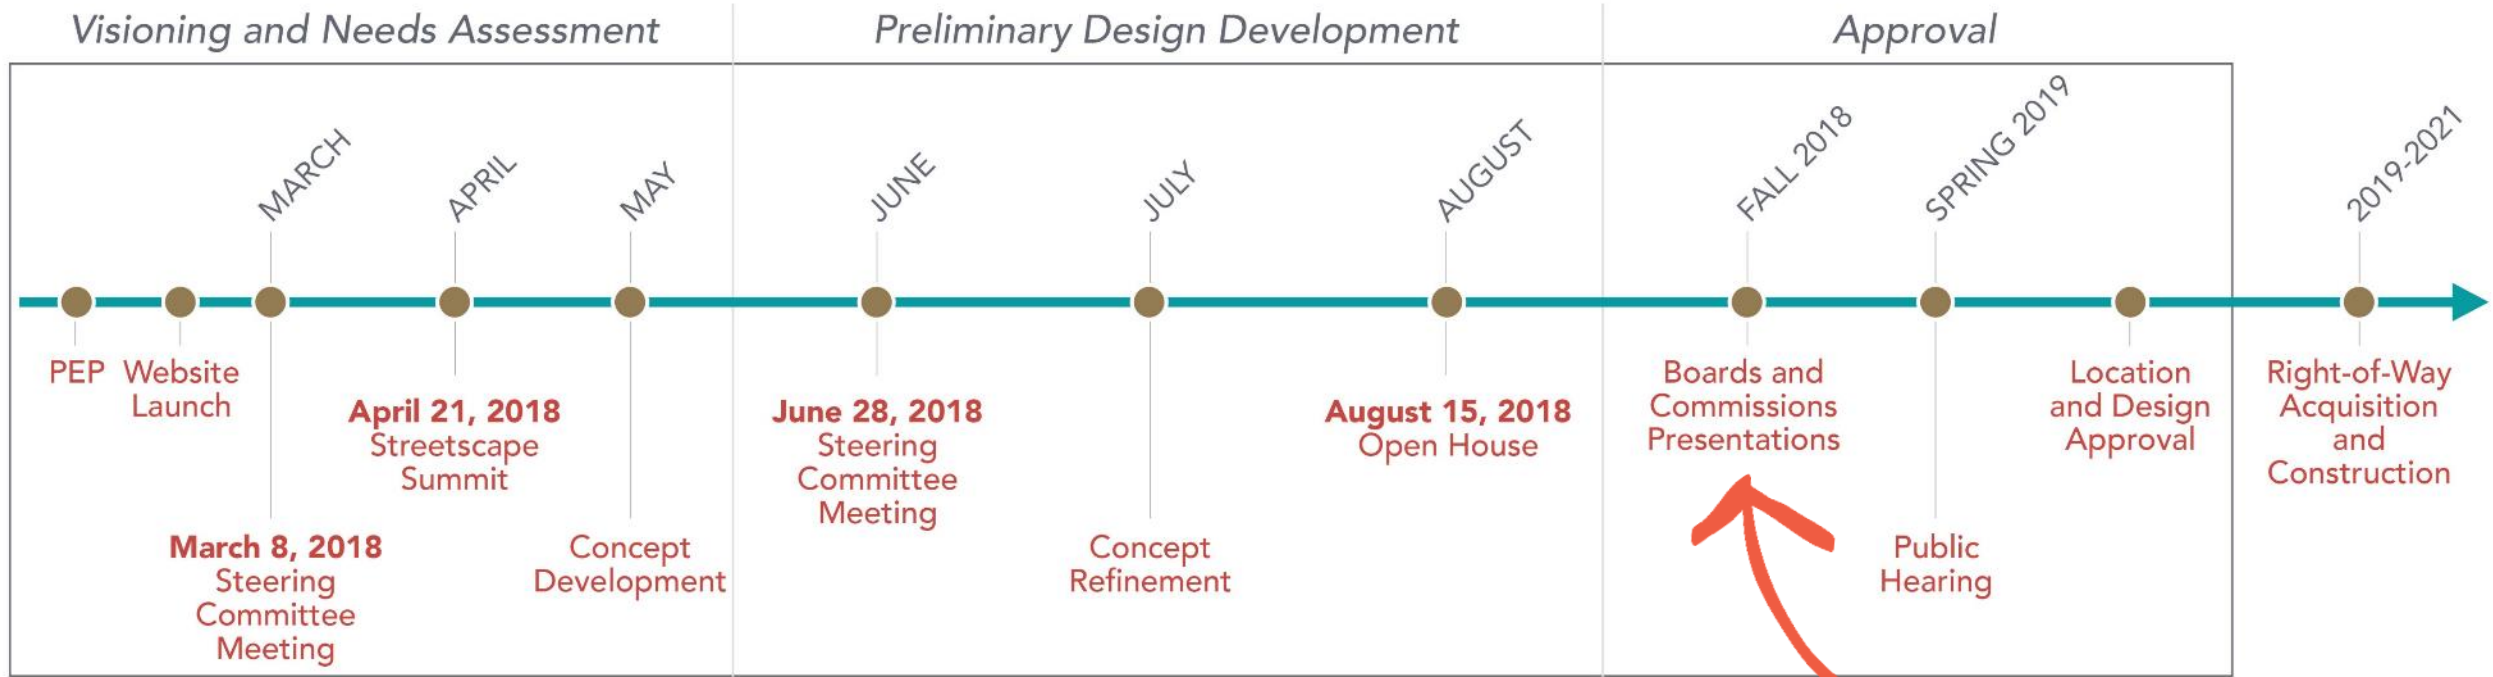 Visioning and Needs Assessment
Preliminary Design Development
Approval
MARCH
APRIL
MAY
JUNE
JULY
AUGUST
FALL 2018
SPRING 2019
2019-2021
PEP
Website
Launch
March 8, 2018
Steering
Committee
Meeting
April 21, 2018
Streetscape
Summit
Concept
Development
June 28, 2018
Steering
Committee
Meeting
Concept
Refinement
August 15, 2018
Open House
Boards and
Commissions
Presentations
Public
Hearing
Location
and Design
Approval
Right-of-Way
Acquisition
and
Construction